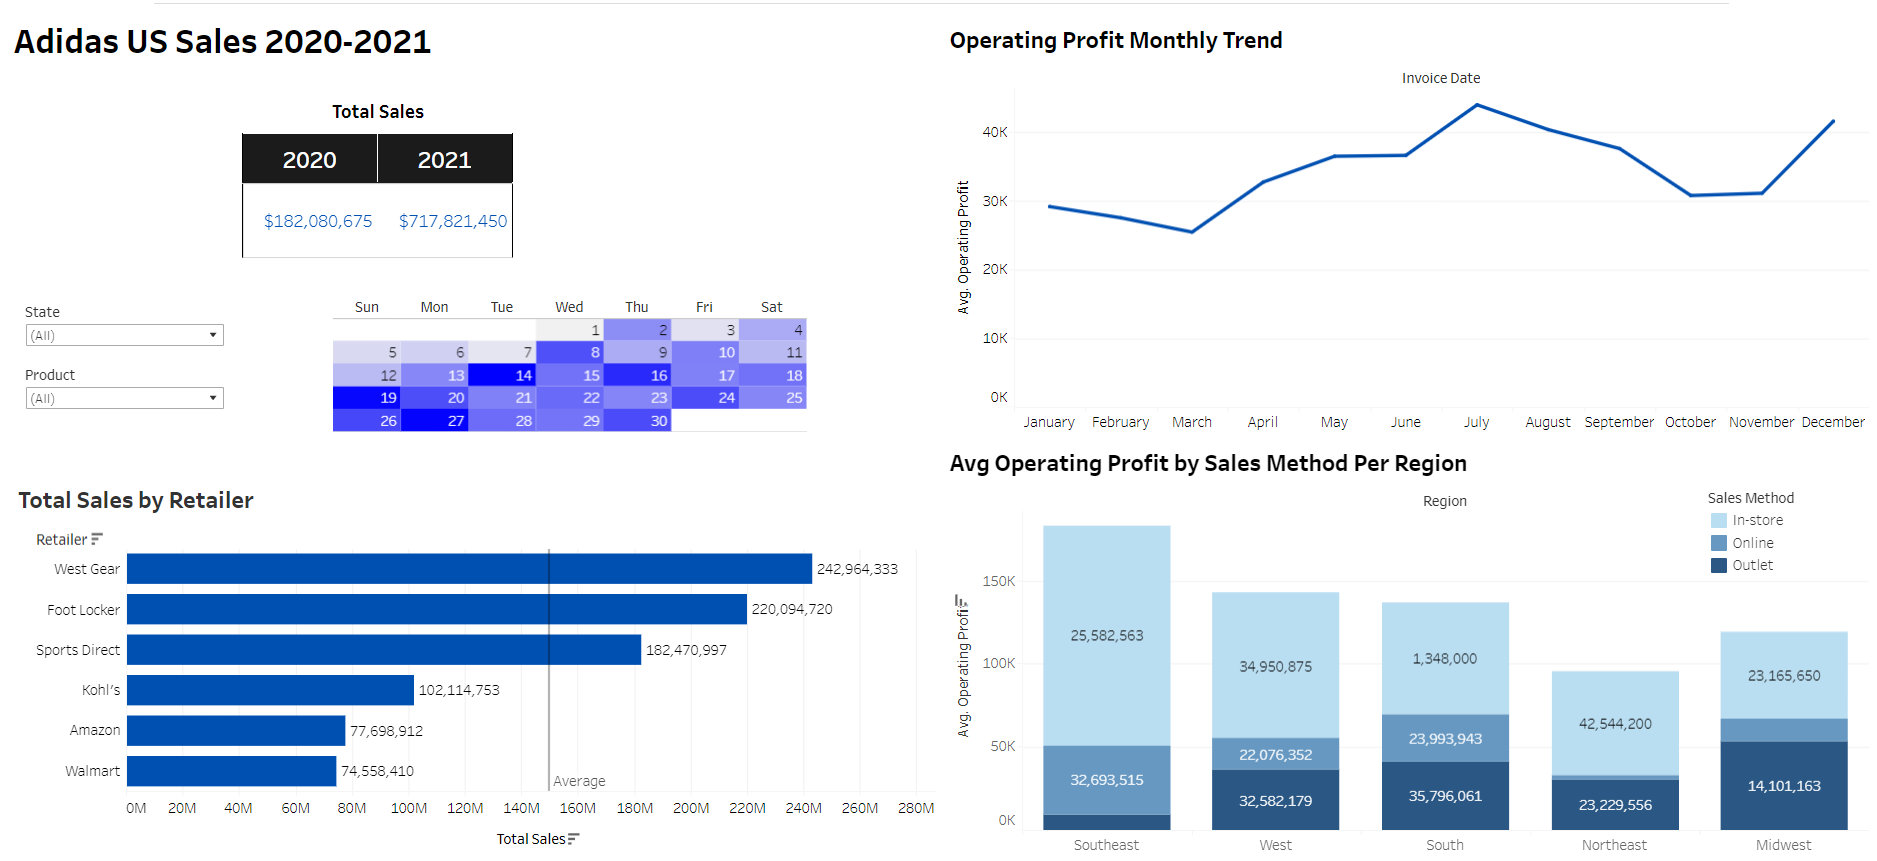 Adidas US Sales 2020-2021
Total Sales
2020 2021
$182,080,675 $717,821,450
State
(All)
Product
(All)
Sun Mon Tue Wed Thu Fri Sat
1 2 3 4
5 6 7 8 9 10 11
12 13 14 15 16 17 18
19 20 21 22 23 24 25
26 27 28 29 30
Total Sales by Retailer
Retailer
West Gear 242,964,333
Foot Locker 220,094,720
Sports Direct 182,470,997
Kohl's 102,114,753
Amazon 77,698,912
Walmart 74,558,410
Average
0M 20M 40M 60M 80M 100M 120M 140M 160M 180M 200M 220M 240M 260M 280M
Total Sales
Operating Profit Monthly Trend
Invoice Date
Avg. Operating Profit
40K
30K
20K
10K
0K
January February March April May June July August September October November December
Avg Operating Profit by Sales Method Per Region
Region
Sales Method
In-store
Online
Outlet
Avg. Operating Profit
150K
100K
50K
0K
25,582,563
32,693,515
34,950,875
22,076,352
32,582,179
1,348,000
23,993,943
35,796,061
42,544,200
23,229,556
23,165,650
14,101,163
Southeast West South Northeast Midwest